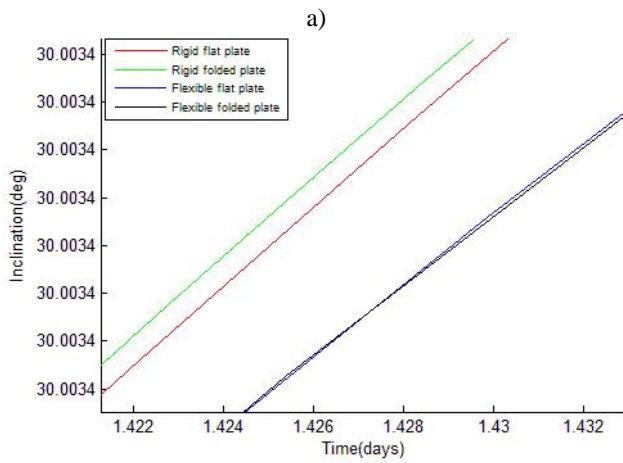 a)
30.0034
Rigid flat plate
Rigid folded plate
30.0034
Flexible flat plate
Flexible folded plate
30.0034
30.0034
30.0034
30.0034
30.0034
30.0034
Inclination(deg)
1.422 1.424 1.426 1.428 1.43 1.432
Time(days)